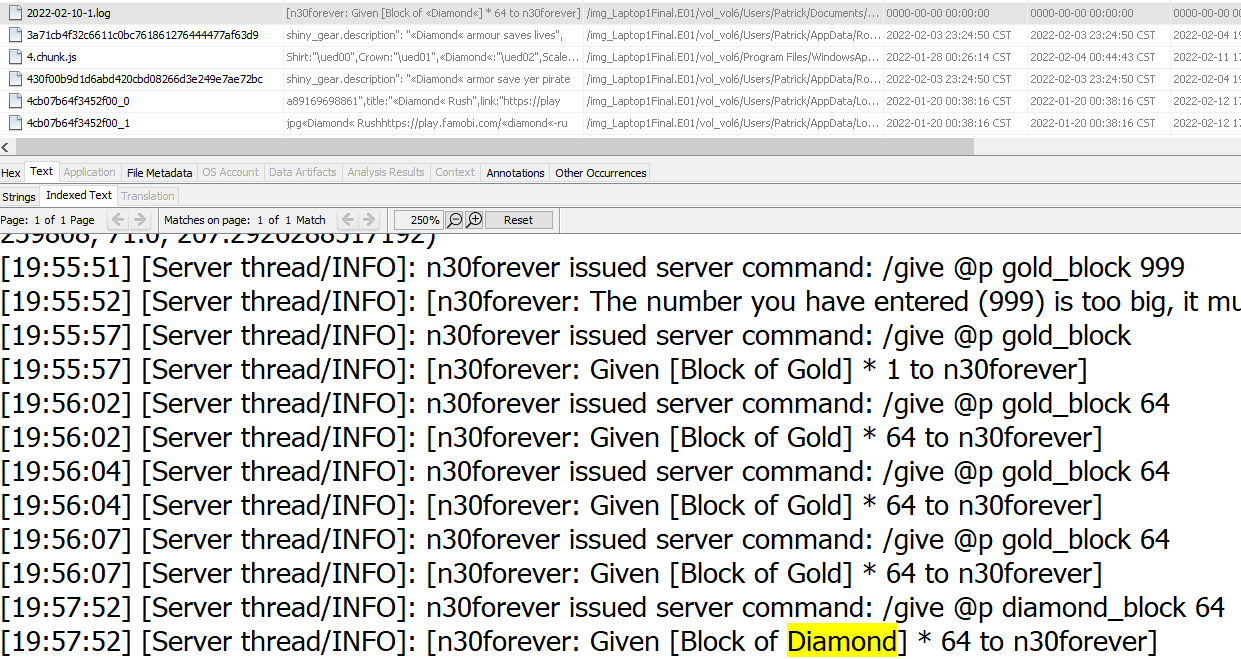 2022-02-10-1.log [n30forever: Given [Block of «Diamond«] * 64 to n30forever] /img_Laptop1Final.E01/vol_vol6/Users/Patrick/Documents/... 0000-00-00 00:00:00 0000-00-00 00:00:00 0000-00-00 00
3a71cb4f32c6611c0bc761861276444477af63d9 shiny_gear.description": "«Diamond« armour saves lives", /img_Laptop1Final.E01/vol_vol6/Users/Patrick/AppData/Ro... 2022-02-03 23:24:50 CST 2022-02-03 23:24:50 CST 2022-02-04 19
4.chunk.js Shirt:"\ued00",Crown:"\ued01",«Diamond«:"\ued02",Scale... /img_Laptop1Final.E01/vol_vol6/Program Files/WindowsAp... 2022-01-28 00:26:14 CST 2022-02-04 00:44:43 CST 2022-02-11 17
430f00b9d1d6abd420cbd08266d3e249e7ae72bc shiny_gear.description": "«Diamond« armor save yer pirate /img_Laptop1Final.E01/vol_vol6/Users/Patrick/AppData/Ro... 2022-02-03 23:24:50 CST 2022-02-03 23:24:50 CST 2022-02-04 19
4cb07b64f3452f00_0 a89169698861",title:"«Diamond« Rush",link:"https://play /img_Laptop1Final.E01/vol_vol6/Users/Patrick/AppData/Lo... 2022-01-20 00:38:16 CST 2022-01-20 00:38:16 CST 2022-02-12 17
4cb07b64f3452f00_1 jpg«Diamond« Rushhttps://play.famobi.com/«diamond«-ru /img_Laptop1Final.E01/vol_vol6/Users/Patrick/AppData/Lo... 2022-01-20 00:38:16 CST 2022-01-20 00:38:16 CST 2022-02-12 17
Hex Text Application File Metadata OS Account Data Artifacts Analysis Results Context Annotations Other Occurrences
Strings Indexed Text Translation
Page: 1 of 1 Page Matches on page: 1 of 1 Match 250% Reset
239808, 71.0, 207.2926288517192)
[19:55:51] [Server thread/INFO]: n30forever issued server command: /give @p gold_block 999
[19:55:52] [Server thread/INFO]: [n30forever: The number you have entered (999) is too big, it mu
[19:55:57] [Server thread/INFO]: n30forever issued server command: /give @p gold_block
[19:55:57] [Server thread/INFO]: [n30forever: Given [Block of Gold] * 1 to n30forever]
[19:56:02] [Server thread/INFO]: n30forever issued server command: /give @p gold_block 64
[19:56:02] [Server thread/INFO]: [n30forever: Given [Block of Gold] * 64 to n30forever]
[19:56:04] [Server thread/INFO]: n30forever issued server command: /give @p gold_block 64
[19:56:04] [Server thread/INFO]: [n30forever: Given [Block of Gold] * 64 to n30forever]
[19:56:07] [Server thread/INFO]: n30forever issued server command: /give @p gold_block 64
[19:56:07] [Server thread/INFO]: [n30forever: Given [Block of Gold] * 64 to n30forever]
[19:57:52] [Server thread/INFO]: n30forever issued server command: /give @p diamond_block 64
[19:57:52] [Server thread/INFO]: [n30forever: Given [Block of Diamond] * 64 to n30forever]